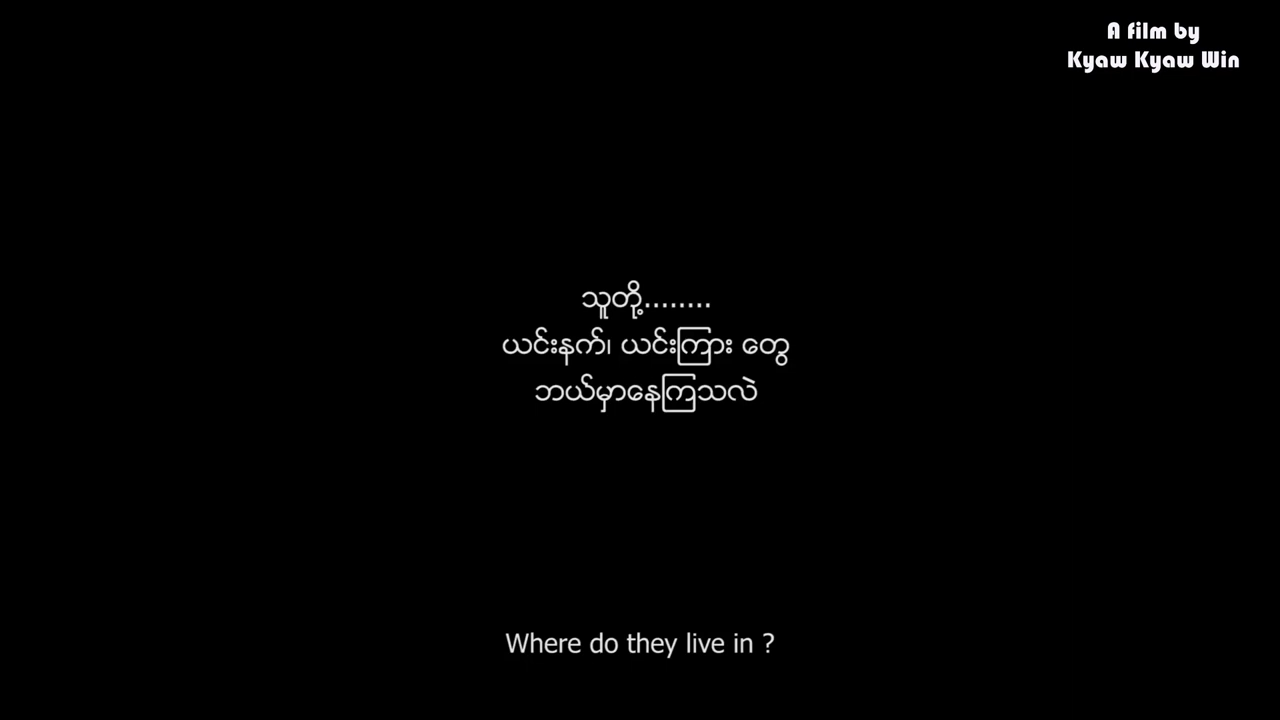 A film by
Kyaw Kyaw Win
သူတို့........
ယင်းနက်၊ ယင်းကြား တွေ
ဘယ်မှာနေကြသလဲ
Where do they live in ?